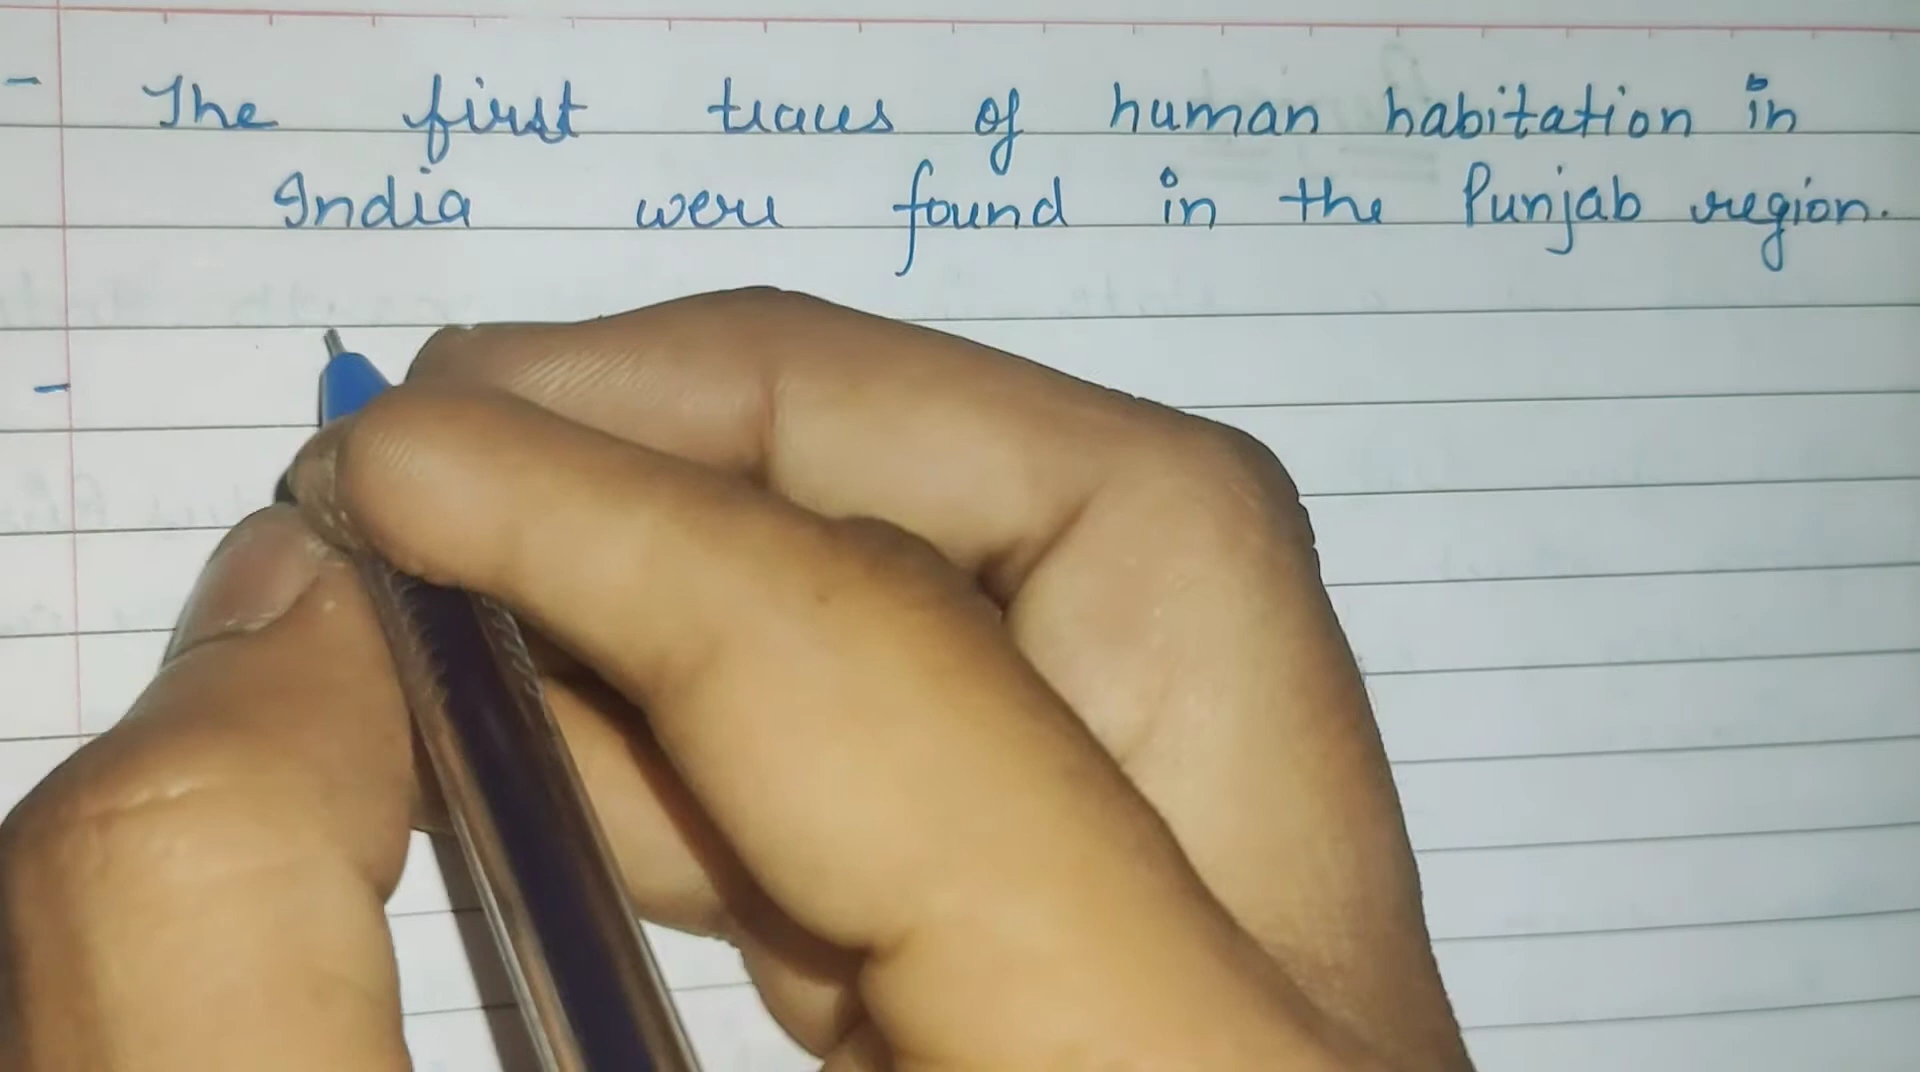 - The first traces of human habitation in
India were found in the Punjab region.
-